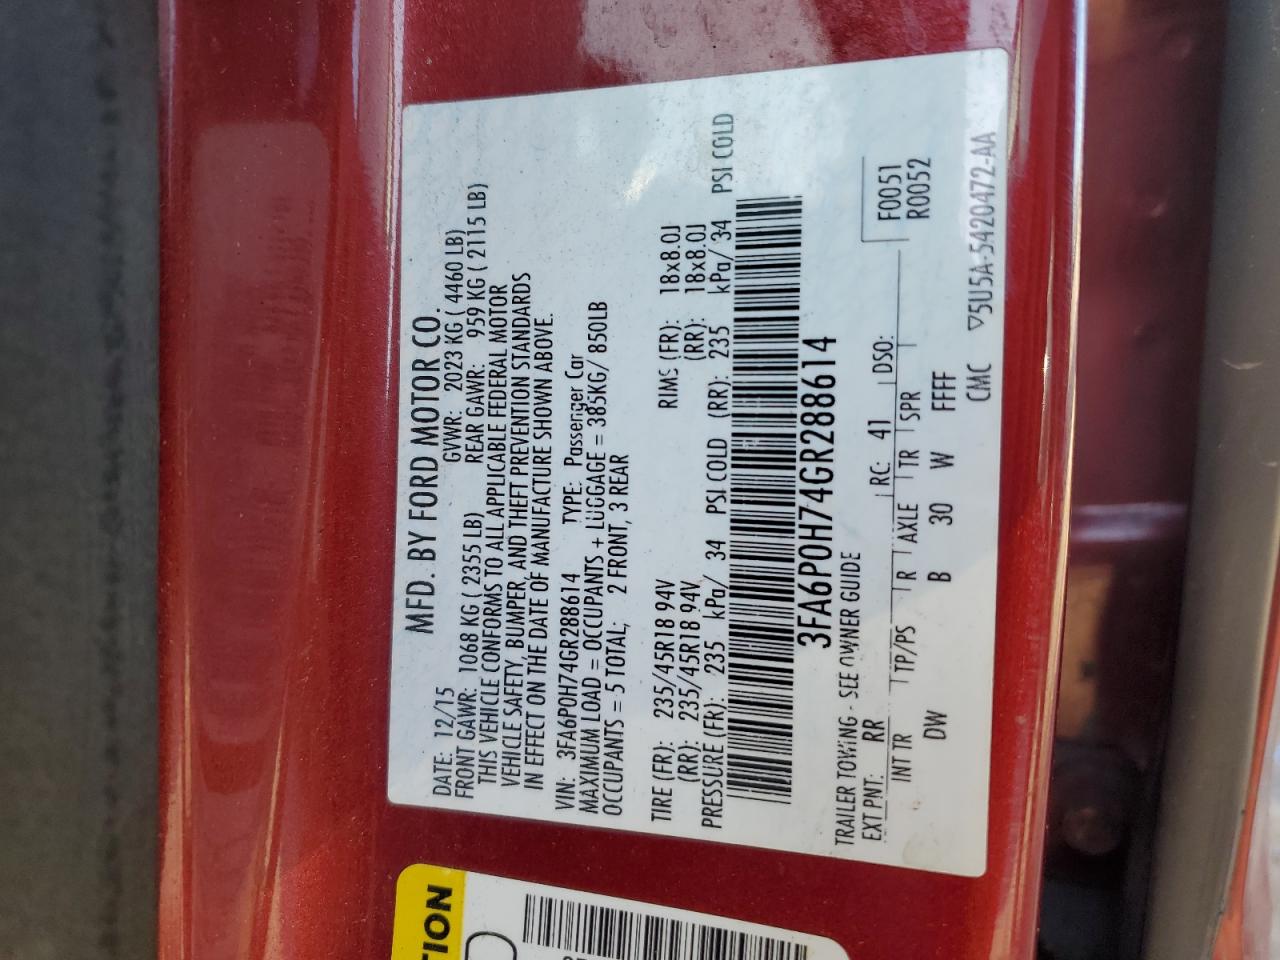 MFD. BY FORD MOTOR CO.
DATE: 12/15 GVWR: 2023 KG ( 4460 LB)
FRONT GAWR: 1068 KG ( 2355 LB) REAR GAWR: 959 KG ( 2115 LB)
THIS VEHICLE CONFORMS TO ALL APPLICABLE FEDERAL MOTOR
VEHICLE SAFETY, BUMPER, AND THEFT PREVENTION STANDARDS
IN EFFECT ON THE DATE OF MANUFACTURE SHOWN ABOVE.
VIN: 3FA6P0H74GR288614 TYPE: Passenger Car
MAXIMUM LOAD = OCCUPANTS + LUGGAGE = 385KG/ 850LB
OCCUPANTS = 5 TOTAL; 2 FRONT, 3 REAR
TIRE (FR): 235/45R18 94V RIMS (FR): 18x8.0J
(RR): 235/45R18 94V (RR): 18x8.0J
PRESSURE (FR): 235 kPa/ 34 PSI COLD (RR): 235 kPa/ 34 PSI COLD
3FA6P0H74GR288614
TRAILER TOWING - SEE OWNER GUIDE
EXT PNT: RR RC: 41 DSO: F0051
INT TR TP/PS R AXLE TR SPR R0052
DW B 30 W FFFF
CMC ▽5U5A-5420472-AA
TION